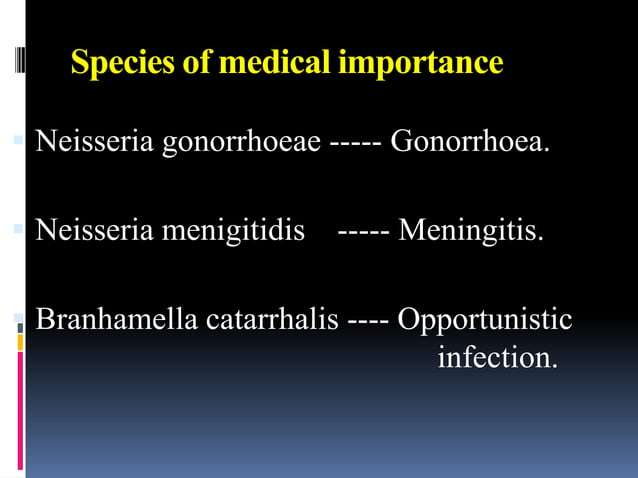 Species of medical importance
Neisseria gonorrhoeae ----- Gonorrhoea.
Neisseria menigitidis ----- Meningitis.
Branhamella catarrhalis ---- Opportunistic
infection.